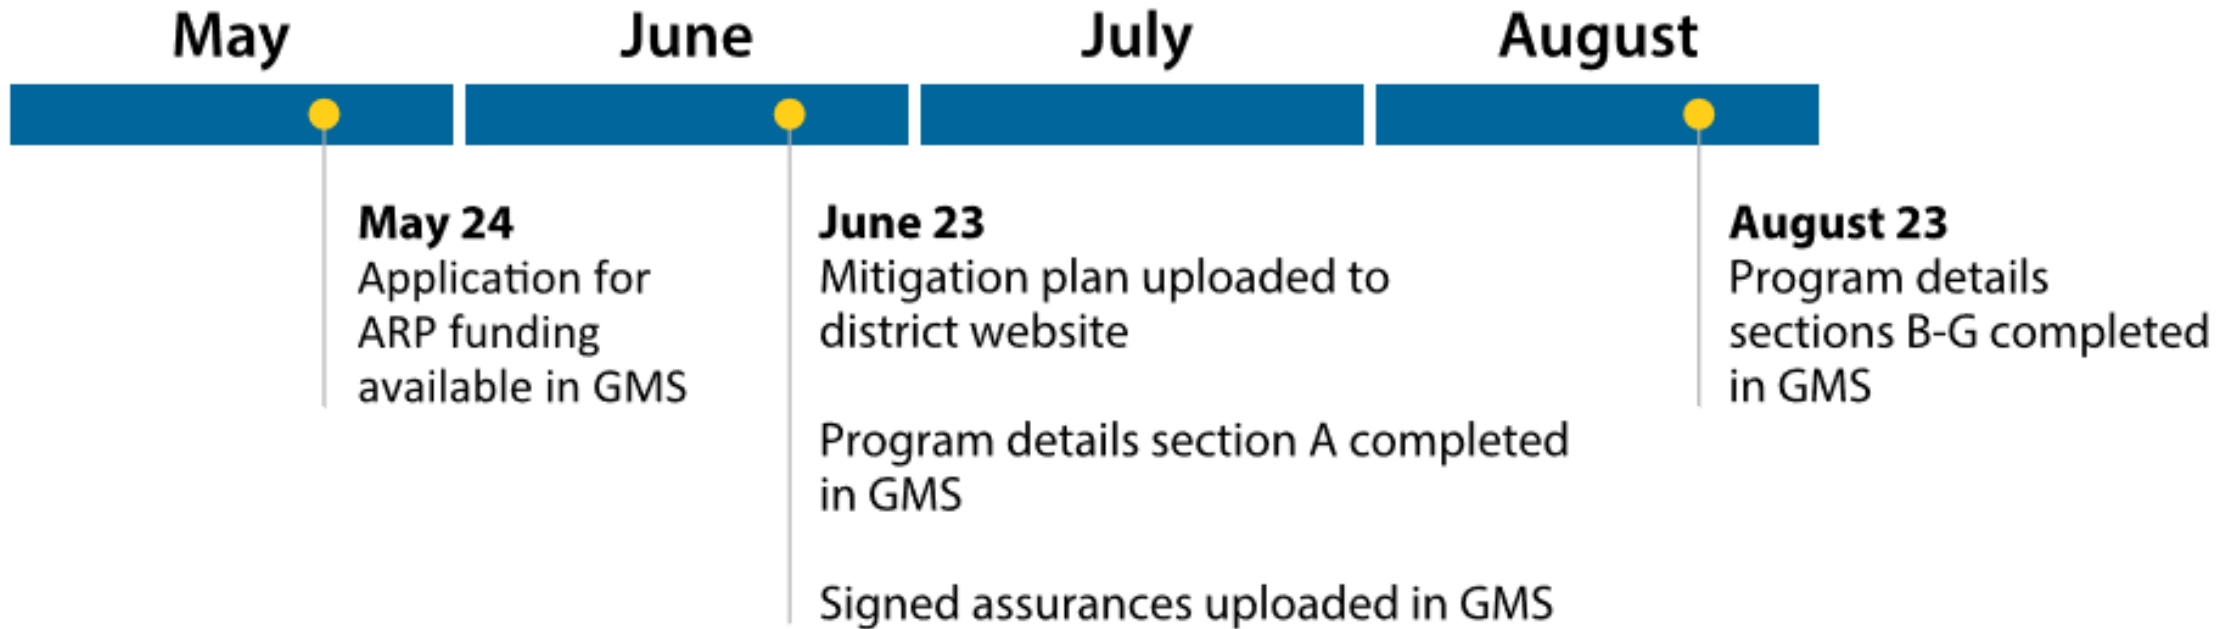 May
June
July
August
May 24
Application for
ARP funding
available in GMS
June 23
Mitigation plan uploaded to
district website
Program details section A completed
in GMS
Signed assurances uploaded in GMS
August 23
Program details
sections B-G completed
in GMS